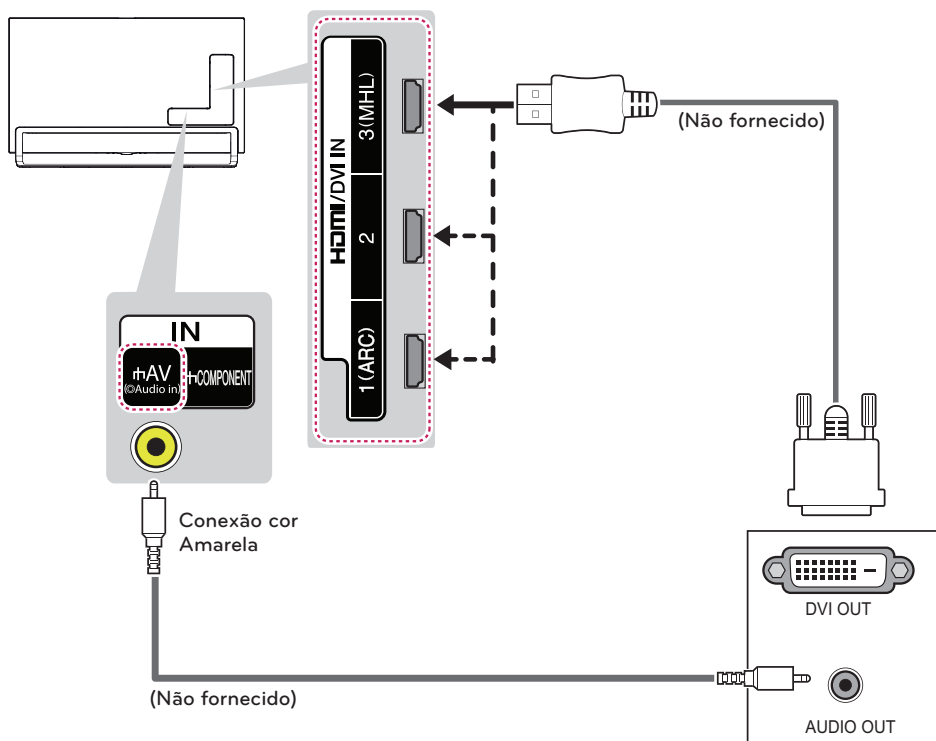 HDMI/DVI IN
3(MHL)
2
1(ARC)
(Não fornecido)
IN
AV
(Audio in)
COMPONENT
Conexão cor
Amarela
(Não fornecido)
DVI OUT
AUDIO OUT